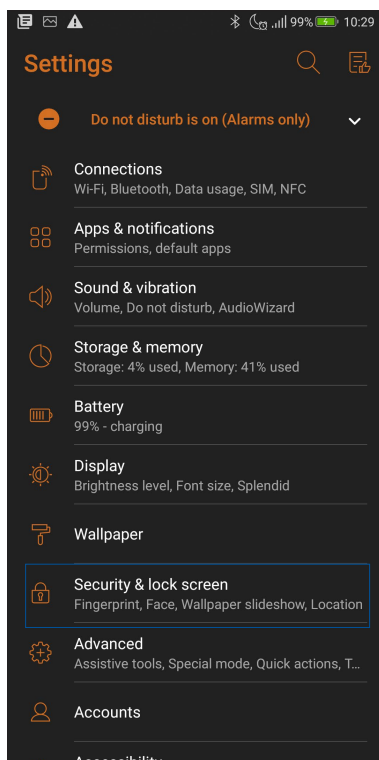 99% 10:29
Settings
Do not disturb is on (Alarms only)
Connections
Wi-Fi, Bluetooth, Data usage, SIM, NFC
Apps & notifications
Permissions, default apps
Sound & vibration
Volume, Do not disturb, AudioWizard
Storage & memory
Storage: 4% used, Memory: 41% used
Battery
99% - charging
Display
Brightness level, Font size, Splendid
Wallpaper
Security & lock screen
Fingerprint, Face, Wallpaper slideshow, Location
Advanced
Assistive tools, Special mode, Quick actions, T...
Accounts